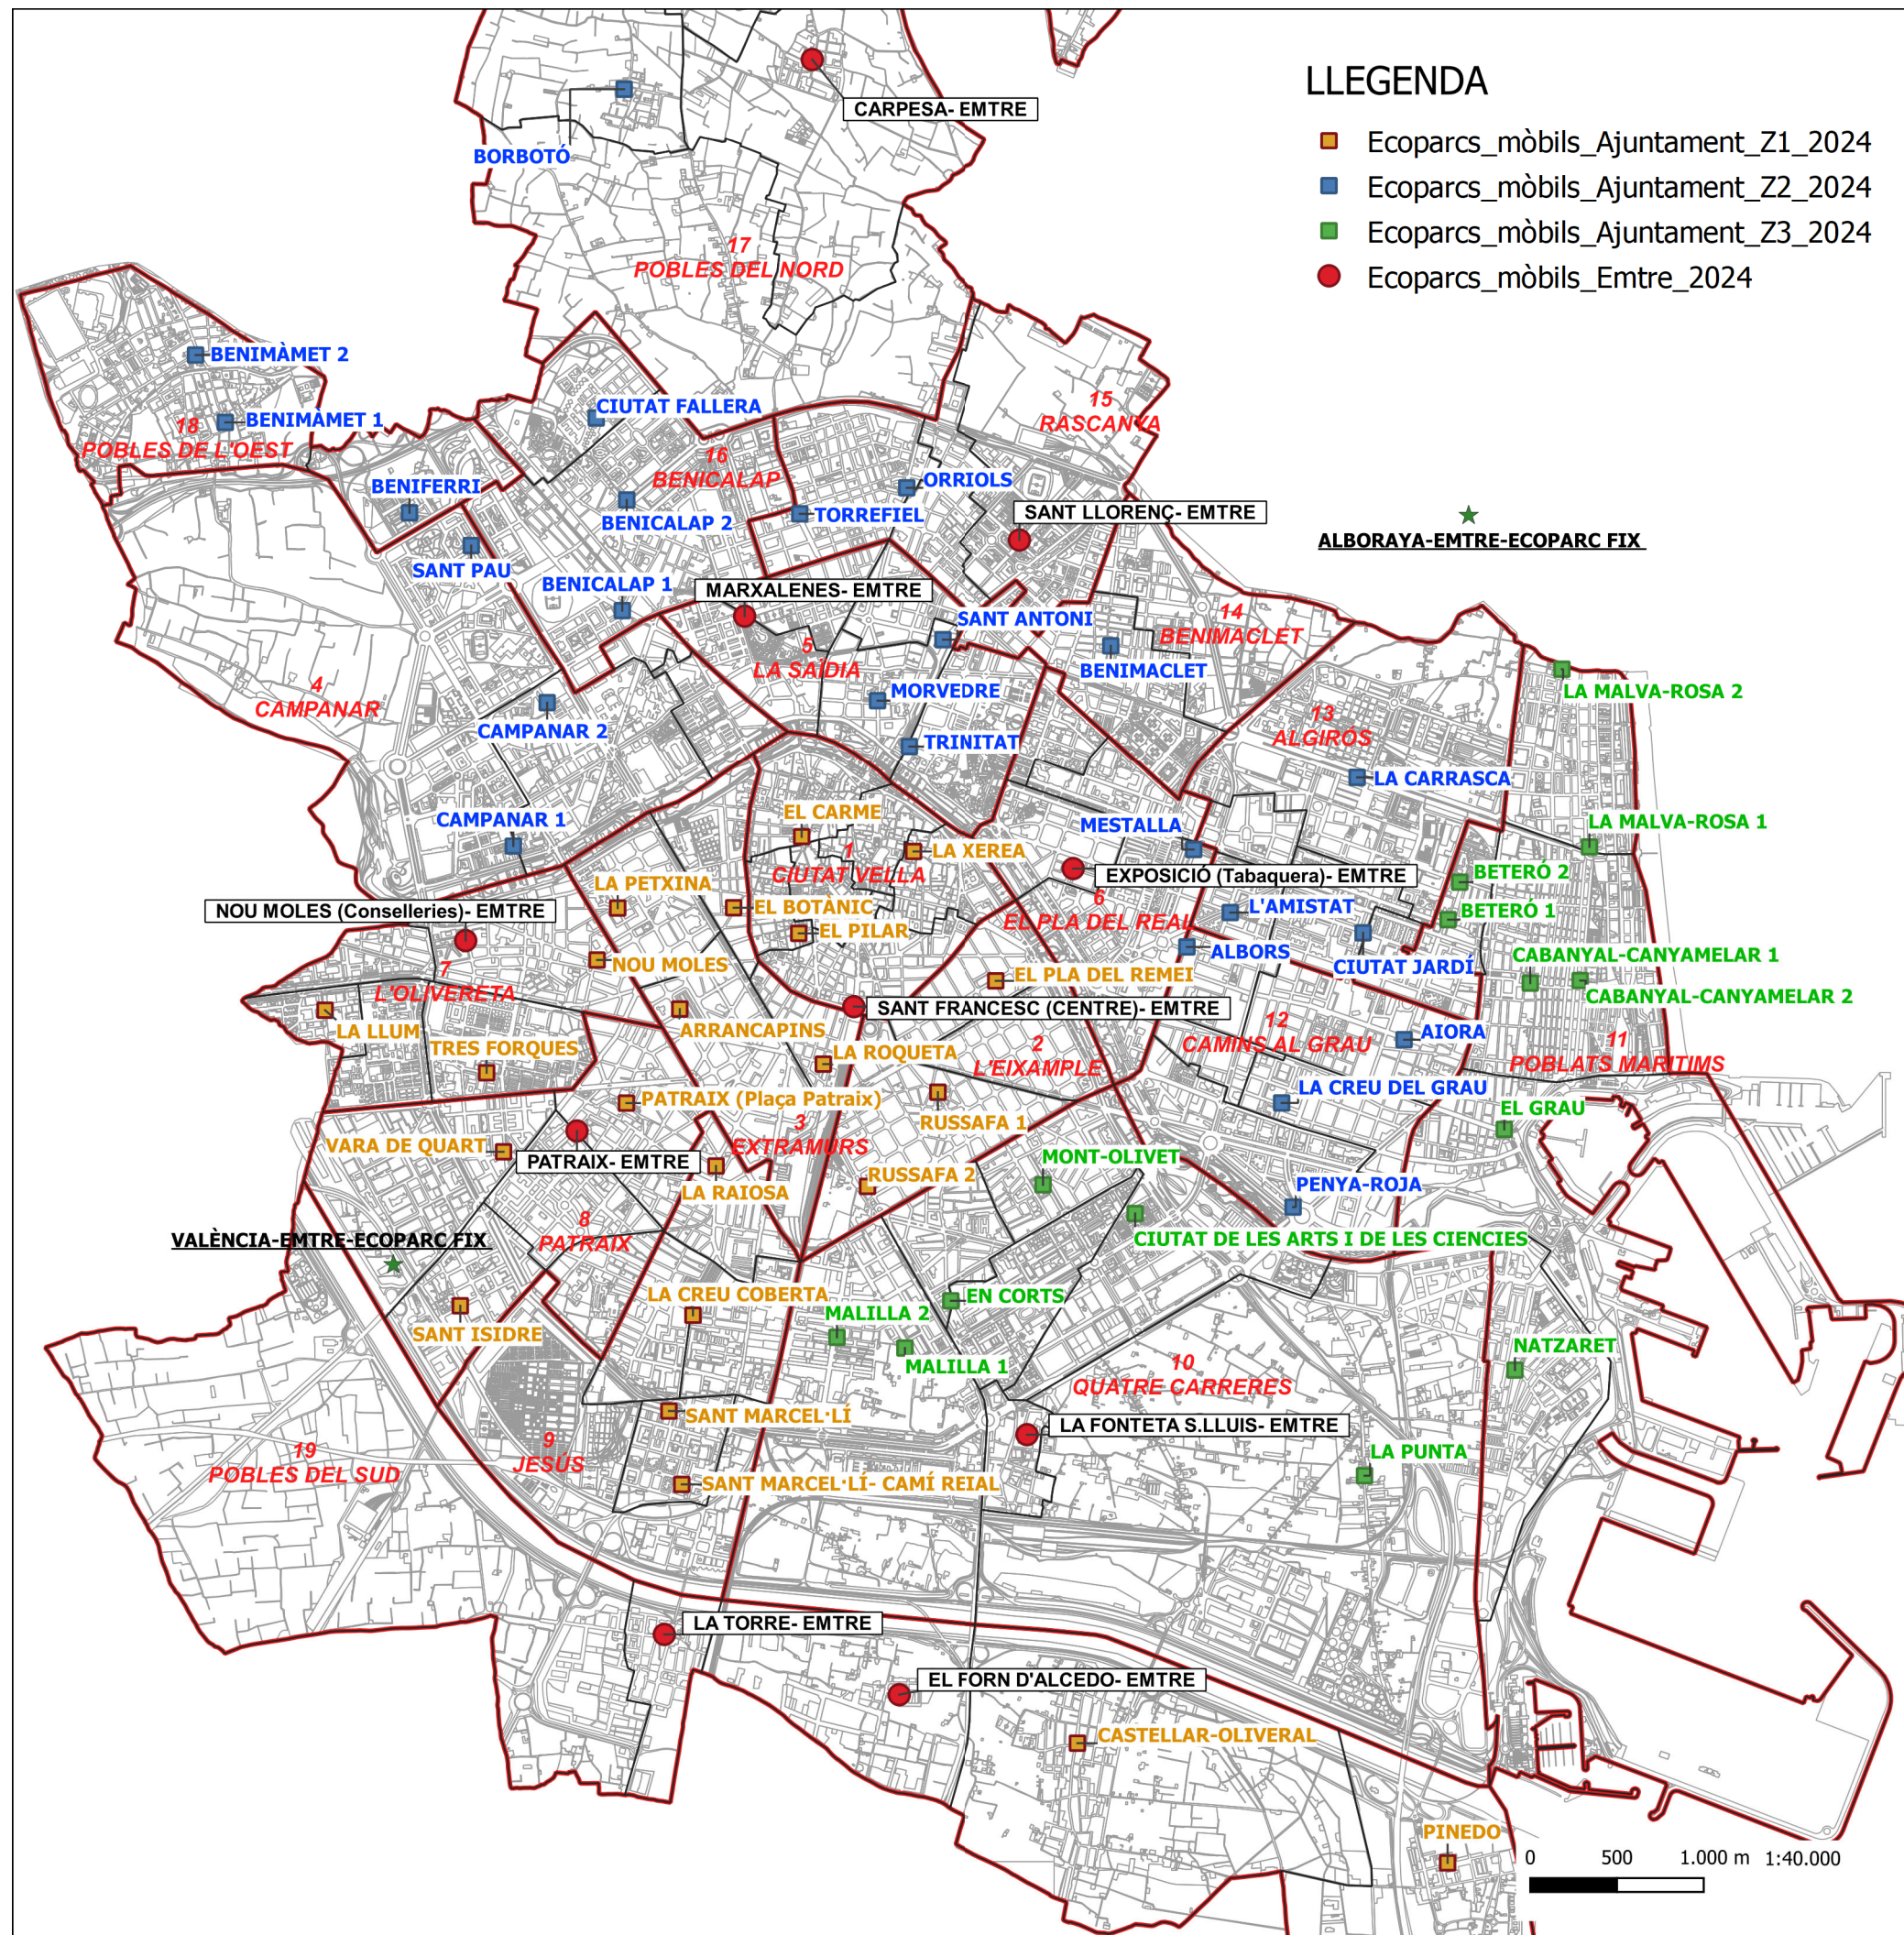 LLEGENDA
Ecoparcs_mòbils_Ajuntament_Z1_2024
Ecoparcs_mòbils_Ajuntament_Z2_2024
Ecoparcs_mòbils_Ajuntament_Z3_2024
Ecoparcs_mòbils_Emtre_2024
CARPESA- EMTRE
BORBOTÓ
17
POBLES DEL NORD
BENIMÀMET 2
BENIMÀMET 1
18
POBLES DE L'OEST
CIUTAT FALLERA
15
RASCANYA
16
BENICALAP
BENIFERRI
ORRIOLS
BENICALAP 2
TORREFIEL
SANT LLORENÇ- EMTRE
ALBORAYA-EMTRE-ECOPARC FIX
SANT PAU
BENICALAP 1
MARXALENES- EMTRE
SANT ANTONI
14
BENIMACLET
5
LA SAÏDIA
BENIMACLET
4
CAMPANAR
MORVEDRE
LA MALVA-ROSA 2
CAMPANAR 2
TRINITAT
13
ALGIRÓS
LA CARRASCA
EL CARME
CAMPANAR 1
MESTALLA
LA MALVA-ROSA 1
LA XEREA
1
CIUTAT VELLA
EXPOSICIÓ (Tabaquera)- EMTRE
BETERÓ 2
LA PETXINA
EL BOTÀNIC
NOU MOLES (Conselleries)- EMTRE
6
EL PLA DEL REAL
L'AMISTAT
BETERÓ 1
EL PILAR
ALBORS
NOU MOLES
CIUTAT JARDÍ
CABANYAL-CANYAMELAR 1
7
L'OLIVERETA
EL PLA DEL REMEI
CABANYAL-CANYAMELAR 2
SANT FRANCESC (CENTRE)- EMTRE
LA LLUM
ARRANCAPINS
TRES FORQUES
LA ROQUETA
2
L'EIXAMPLE
12
CAMINS AL GRAU
AIORA
11
POBLATS MARITIMS
PATRAIX (Plaça Patraix)
RUSSAFA 1
LA CREU DEL GRAU
EL GRAU
3
EXTRAMURS
VARA DE QUART
PATRAIX- EMTRE
MONT-OLIVET
RUSSAFA 2
LA RAIOSA
PENYA-ROJA
8
PATRAIX
VALÈNCIA-EMTRE-ECOPARC FIX
CIUTAT DE LES ARTS I DE LES CIENCIES
LA CREU COBERTA
EN CORTS
MALILLA 2
SANT ISIDRE
MALILLA 1
NATZARET
10
QUATRE CARRERES
SANT MARCEL·LÍ
LA FONTETA S.LLUIS- EMTRE
9
JESÚS
19
POBLES DEL SUD
LA PUNTA
SANT MARCEL·LÍ- CAMÍ REIAL
LA TORRE- EMTRE
EL FORN D'ALCEDO- EMTRE
CASTELLAR-OLIVERAL
PINEDO
0 500 1.000 m 1:40.000